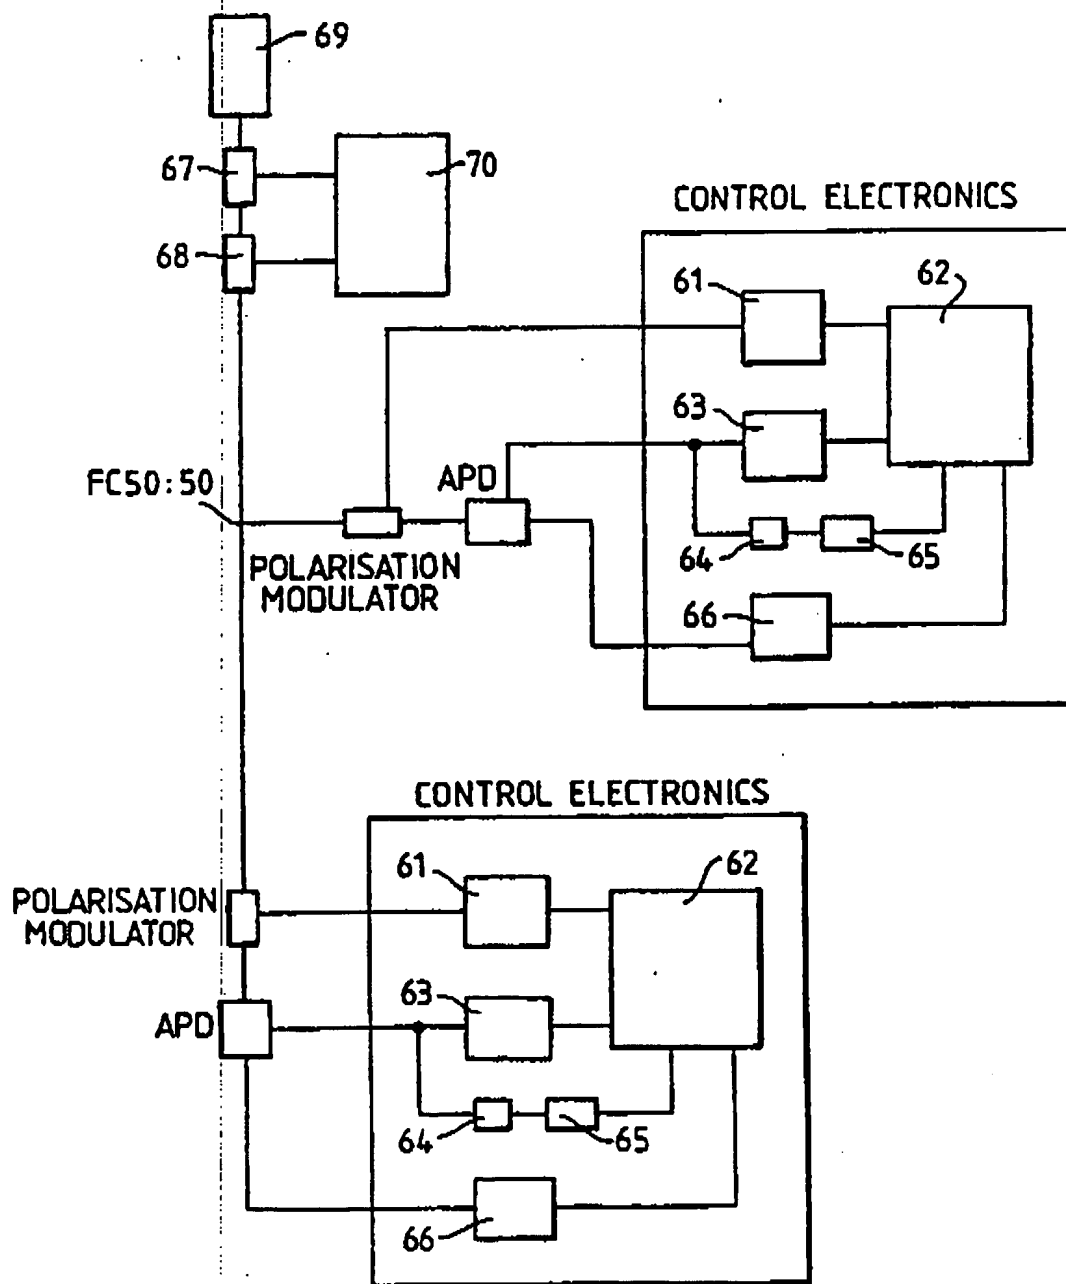 69
67
70
68
CONTROL ELECTRONICS
61
62
63
FC50:50
APD
64
65
POLARISATION
MODULATOR
66
CONTROL ELECTRONICS
61
62
POLARISATION
MODULATOR
63
APD
64
65
66